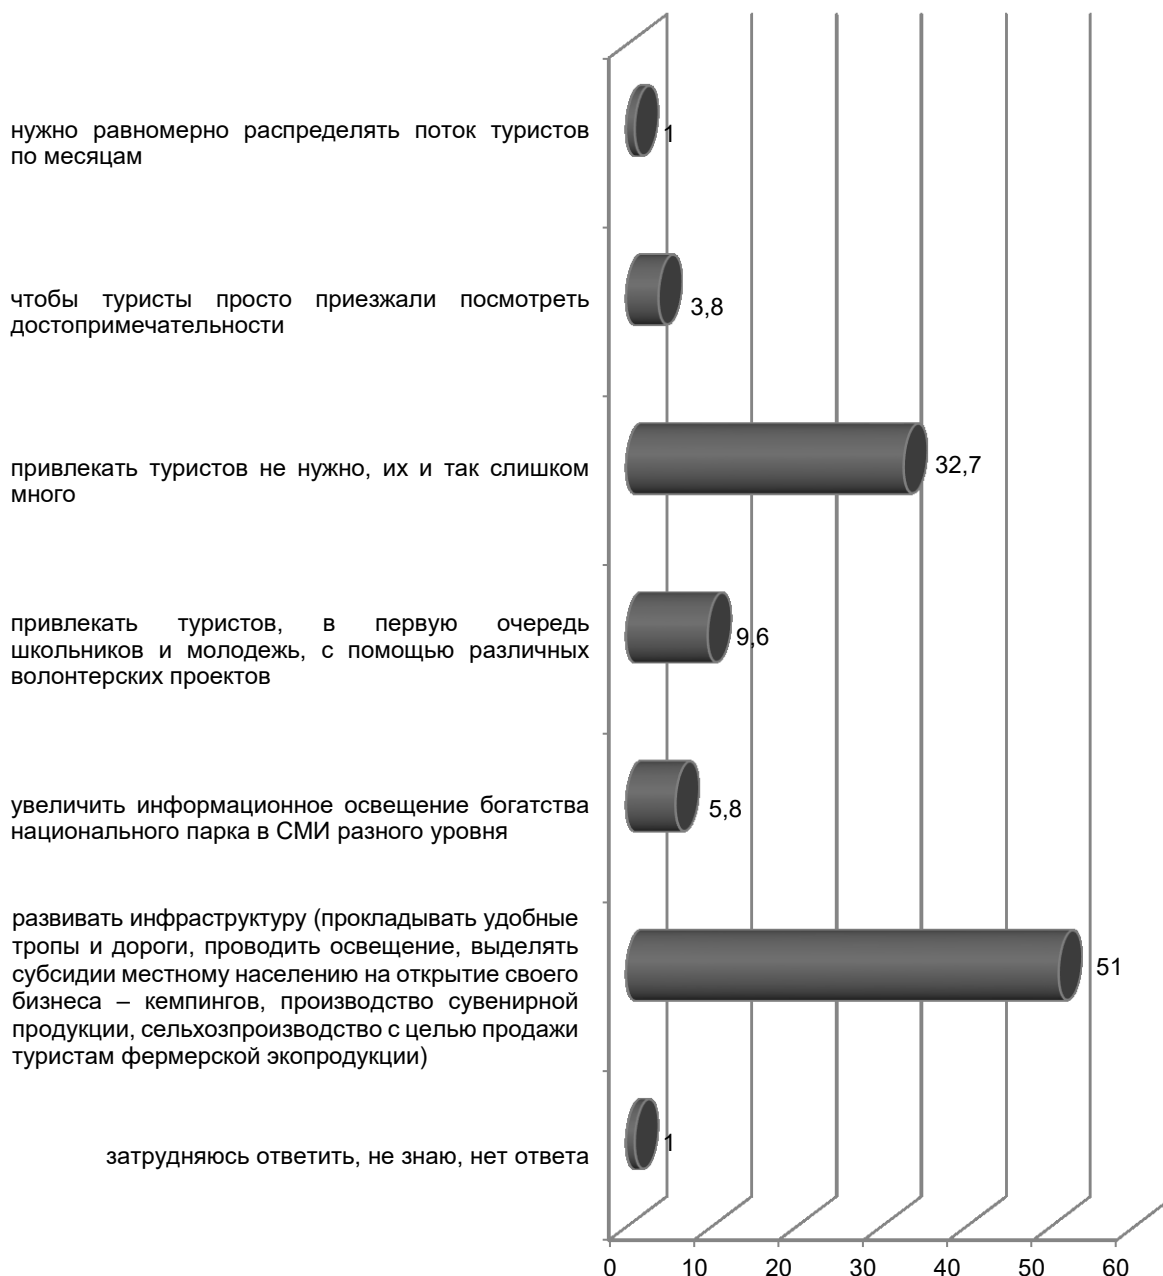 нужно равномерно распределять поток туристов
по месяцам
1
чтобы туристы просто приезжали посмотреть
достопримечательности
3,8
привлекать туристов не нужно, их и так слишком
много
32,7
привлекать туристов, в первую очередь
школьников и молодежь, с помощью различных
волонтерских проектов
9,6
увеличить информационное освещение богатства
национального парка в СМИ разного уровня
5,8
развивать инфраструктуру (прокладывать удобные
тропы и дороги, проводить освещение, выделять
субсидии местному населению на открытие своего
бизнеса – кемпингов, производство сувенирной
продукции, сельхозпроизводство с целью продажи
туристам фермерской экопродукции)
51
затрудняюсь ответить, не знаю, нет ответа
1
0 10 20 30 40 50 60